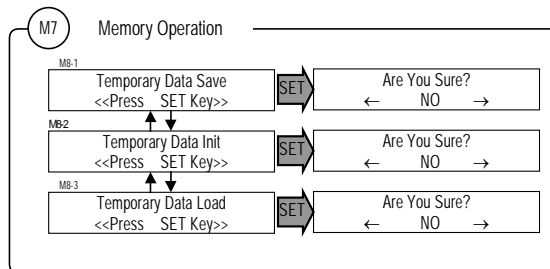 M7 Memory Operation
M8-1
Temporary Data Save
<<Press SET Key>>
SET
Are You Sure?
← NO →
M8-2
Temporary Data Init
<<Press SET Key>>
SET
Are You Sure?
← NO →
M8-3
Temporary Data Load
<<Press SET Key>>
SET
Are You Sure?
← NO →